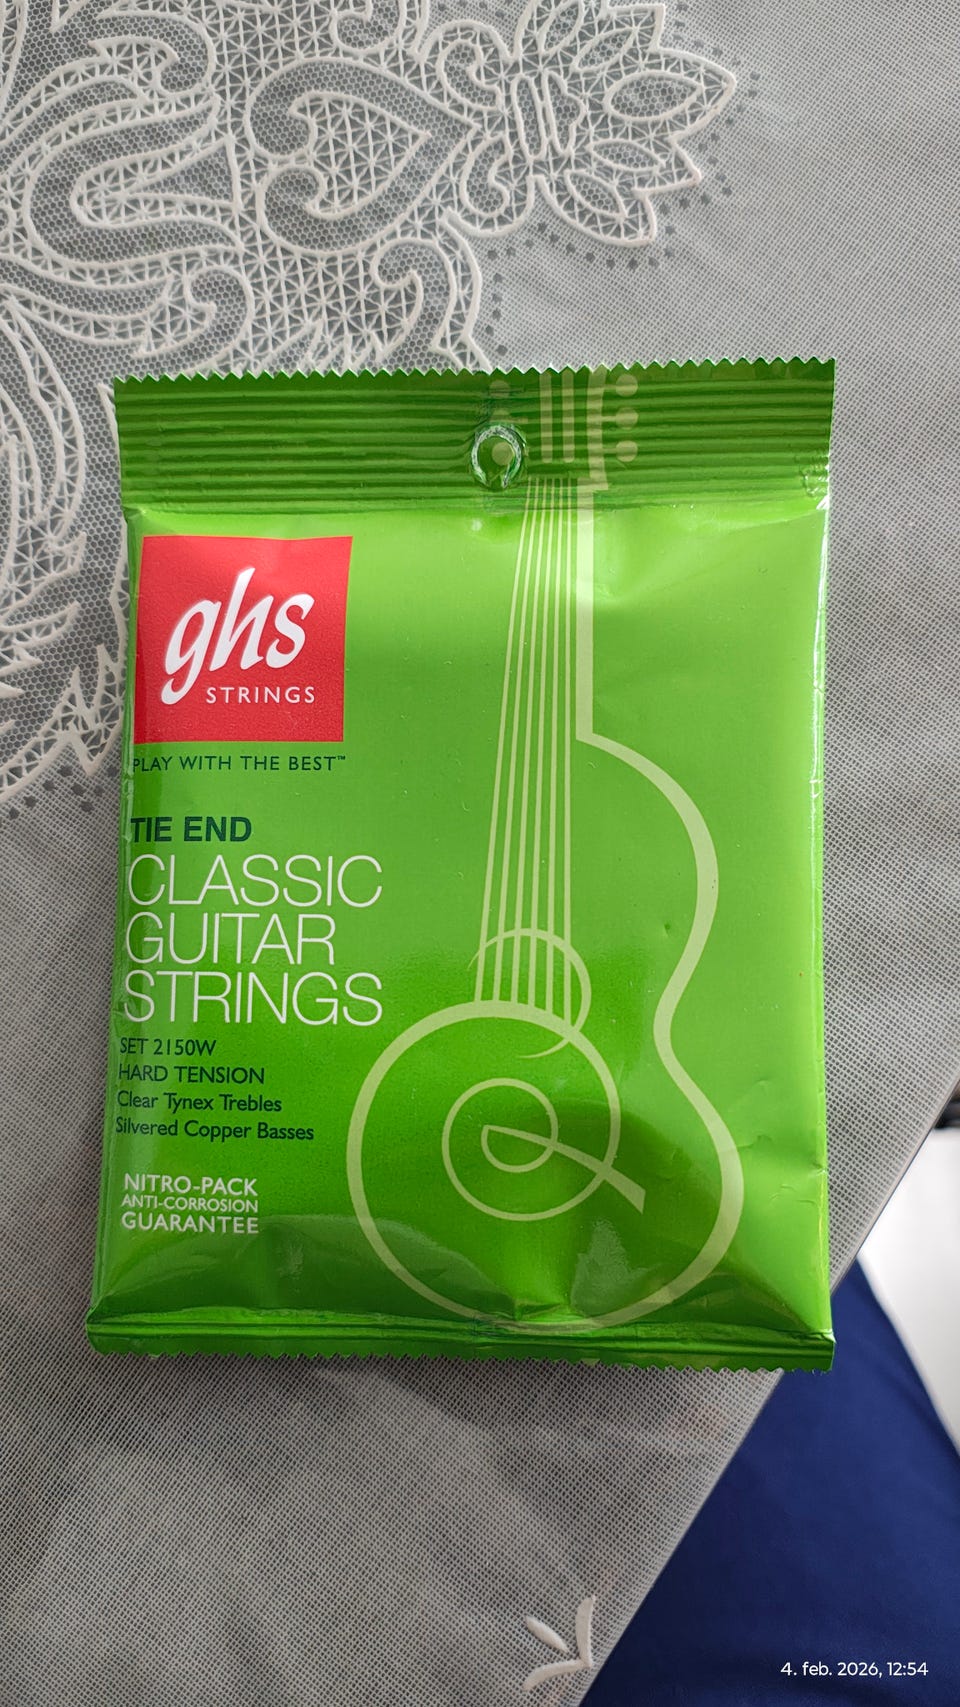 ghs
STRINGS
PLAY WITH THE BEST™
TIE END
CLASSIC
GUITAR
STRINGS
SET 2150W
HARD TENSION
Clear Tynex Trebles
Silvered Copper Basses
NITRO-PACK
ANTI-CORROSION
GUARANTEE
4. feb. 2026, 12:54